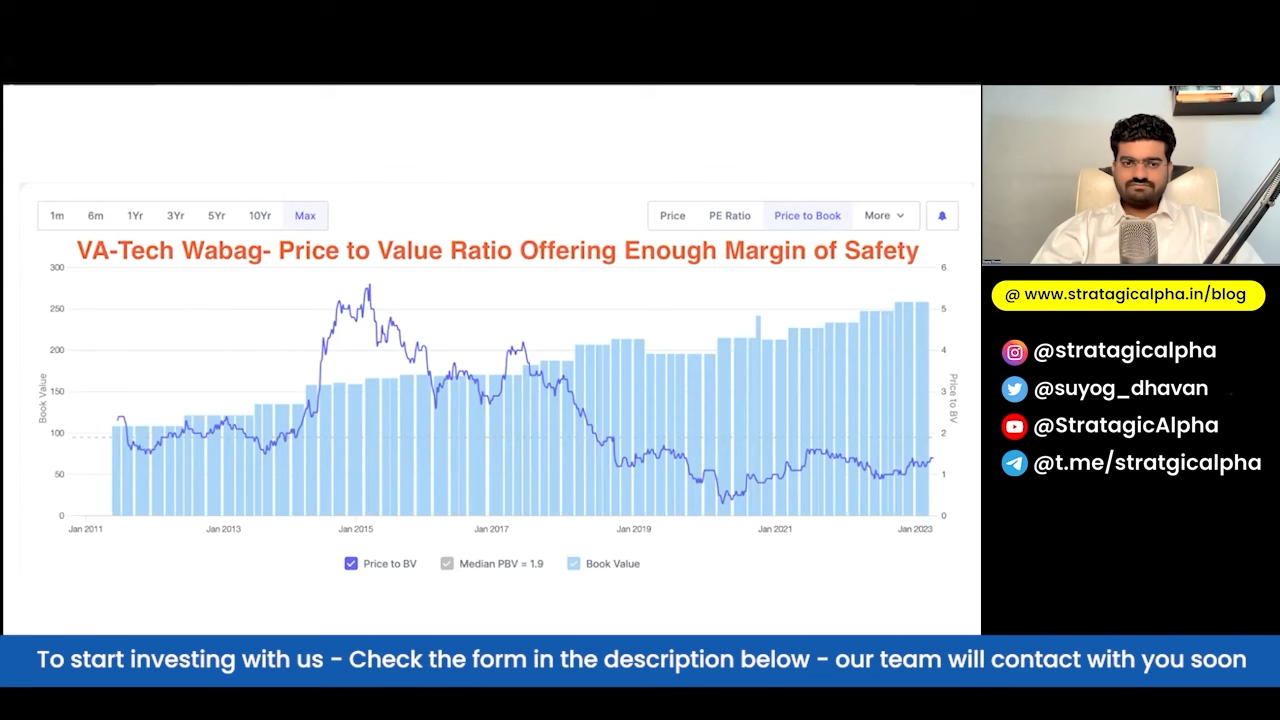 1m 6m 1Yr 3Yr 5Yr 10Yr Max Price PE Ratio Price to Book More
VA-Tech Wabag- Price to Value Ratio Offering Enough Margin of Safety
300 6
250 5
200 4
150 3
100 2
50 1
0 0
Book Value
Price to BV
Jan 2011 Jan 2013 Jan 2015 Jan 2017 Jan 2019 Jan 2021 Jan 2023
Price to BV Median PBV = 1.9 Book Value
@ www.stratagicalpha.in/blog
@stratagicalpha
@suyog_dhavan
@StratagicAlpha
@t.me/stratgicalpha
To start investing with us - Check the form in the description below - our team will contact with you soon